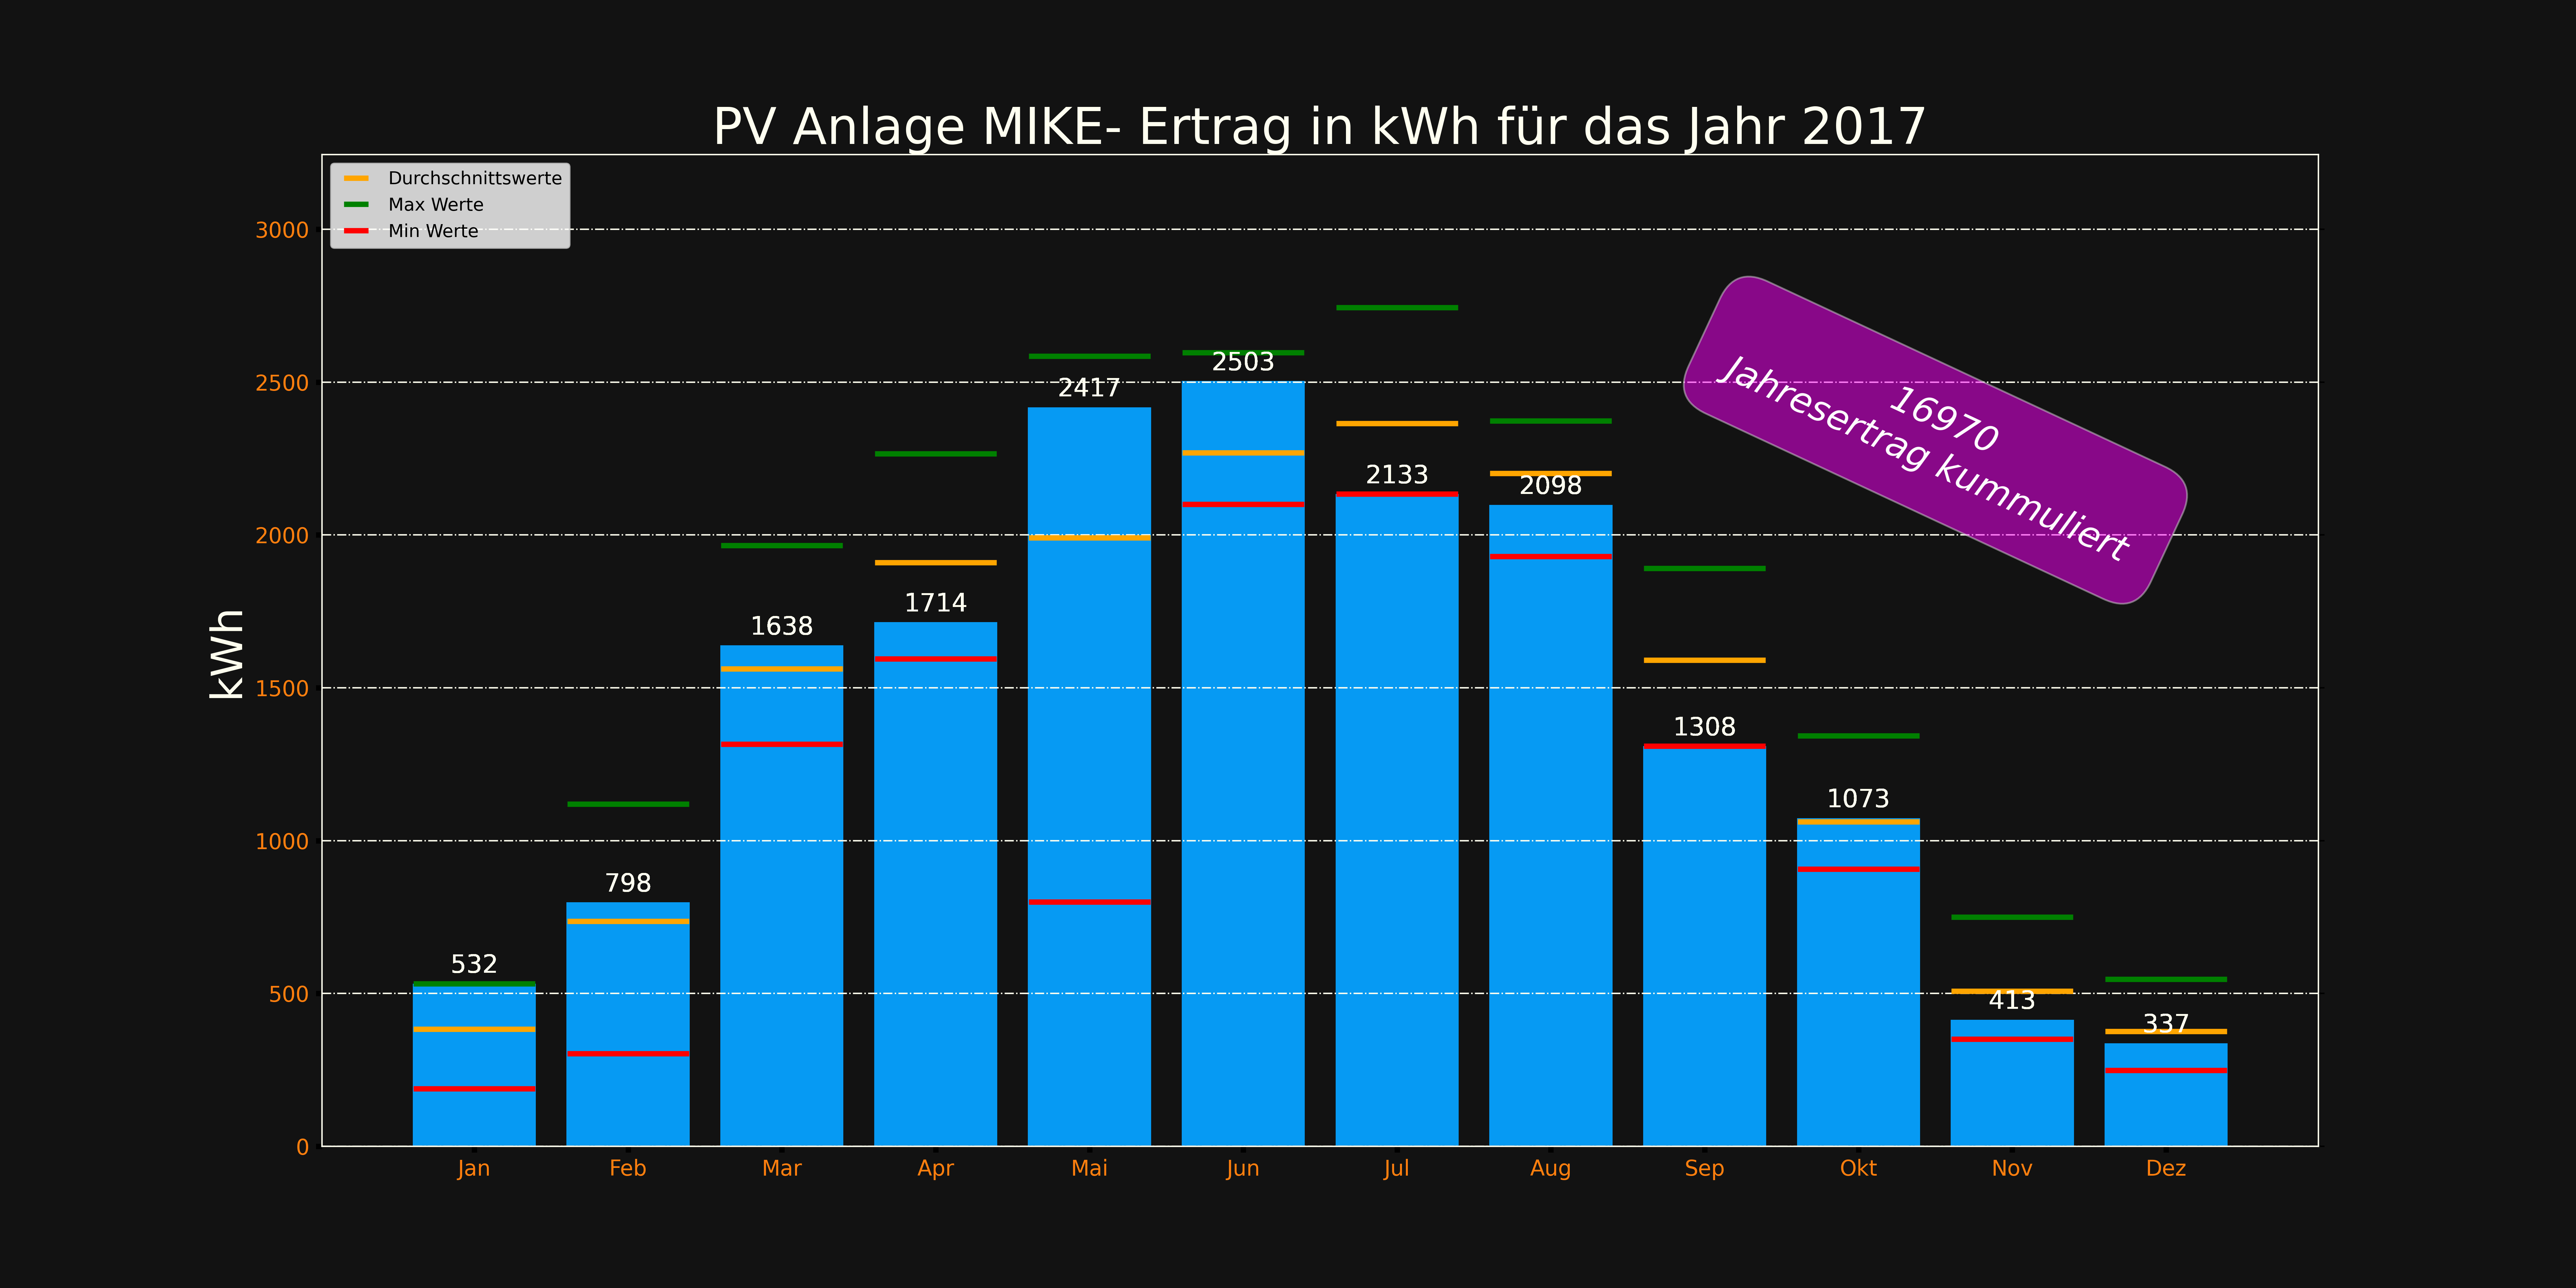 PV Anlage MIKE- Ertrag in kWh für das Jahr 2017
Durchschnittswerte
Max Werte
Min Werte
kWh
3000
2500
2000
1500
1000
500
0
532
798
1638
1714
2417
2503
2133
2098
1308
1073
413
337
16970
Jahresertrag kummuliert
Jan
Feb
Mar
Apr
Mai
Jun
Jul
Aug
Sep
Okt
Nov
Dez